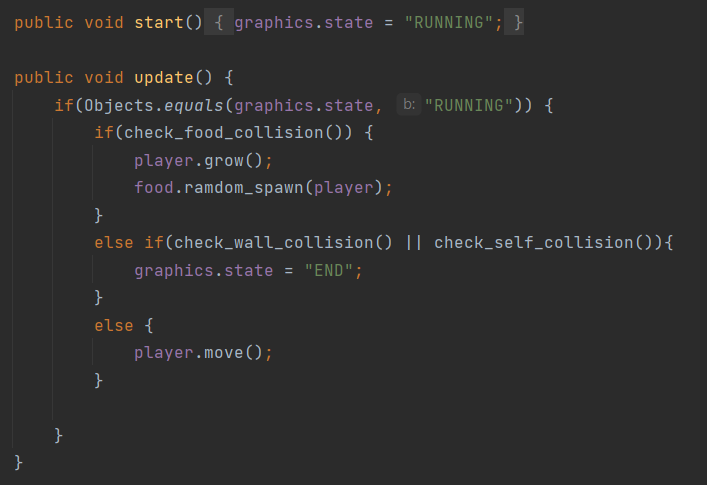 public void start() { graphics.state = "RUNNING"; }
public void update() {
if(Objects.equals(graphics.state, b: "RUNNING")) {
if(check_food_collision()) {
player.grow();
food.ramdom_spawn(player);
}
else if(check_wall_collision() || check_self_collision()){
graphics.state = "END";
}
else {
player.move();
}
}
}